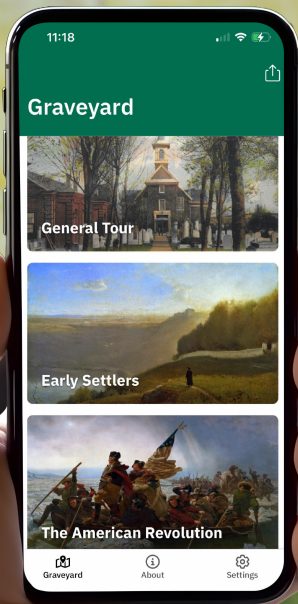 11:18
Graveyard
General Tour
Early Settlers
The American Revolution
Graveyard
About
Settings